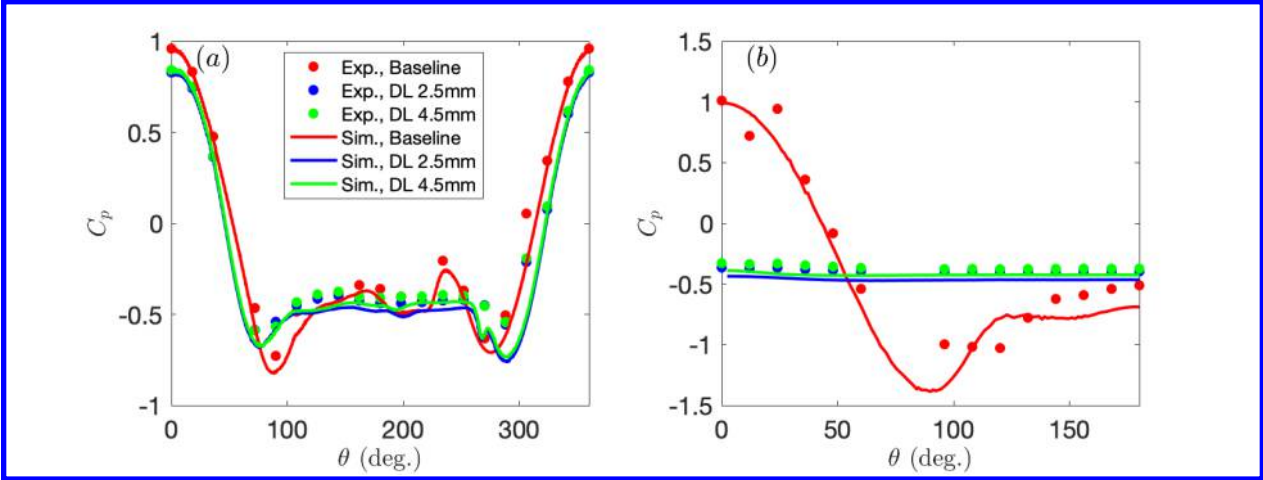 (a)
Exp., Baseline
Exp., DL 2.5mm
Exp., DL 4.5mm
Sim., Baseline
Sim., DL 2.5mm
Sim., DL 4.5mm
1
0.5
0
-0.5
-1
C_p
0 100 200 300
θ (deg.)
(b)
1.5
1
0.5
0
-0.5
-1
-1.5
C_p
0 50 100 150
θ (deg.)